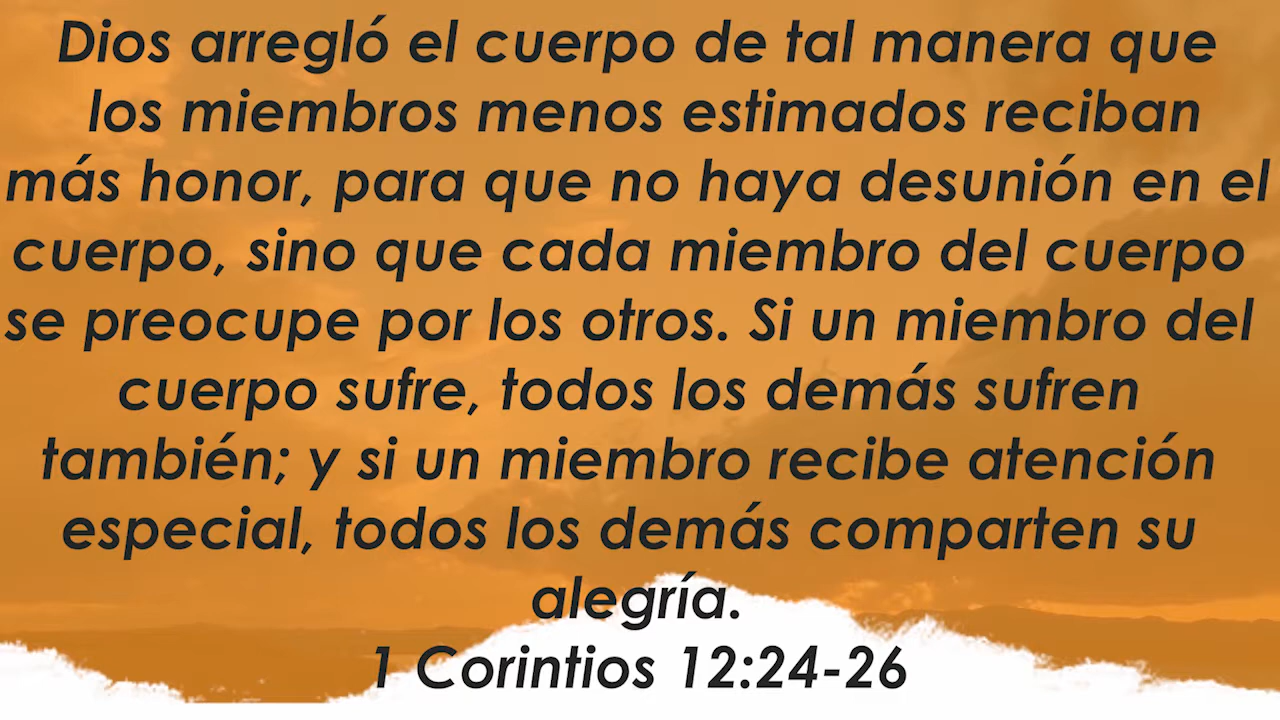 Dios arregló el cuerpo de tal manera que
los miembros menos estimados reciban
más honor, para que no haya desunión en el
cuerpo, sino que cada miembro del cuerpo
se preocupe por los otros. Si un miembro del
cuerpo sufre, todos los demás sufren
también; y si un miembro recibe atención
especial, todos los demás comparten su
alegría.
1 Corintios 12:24-26